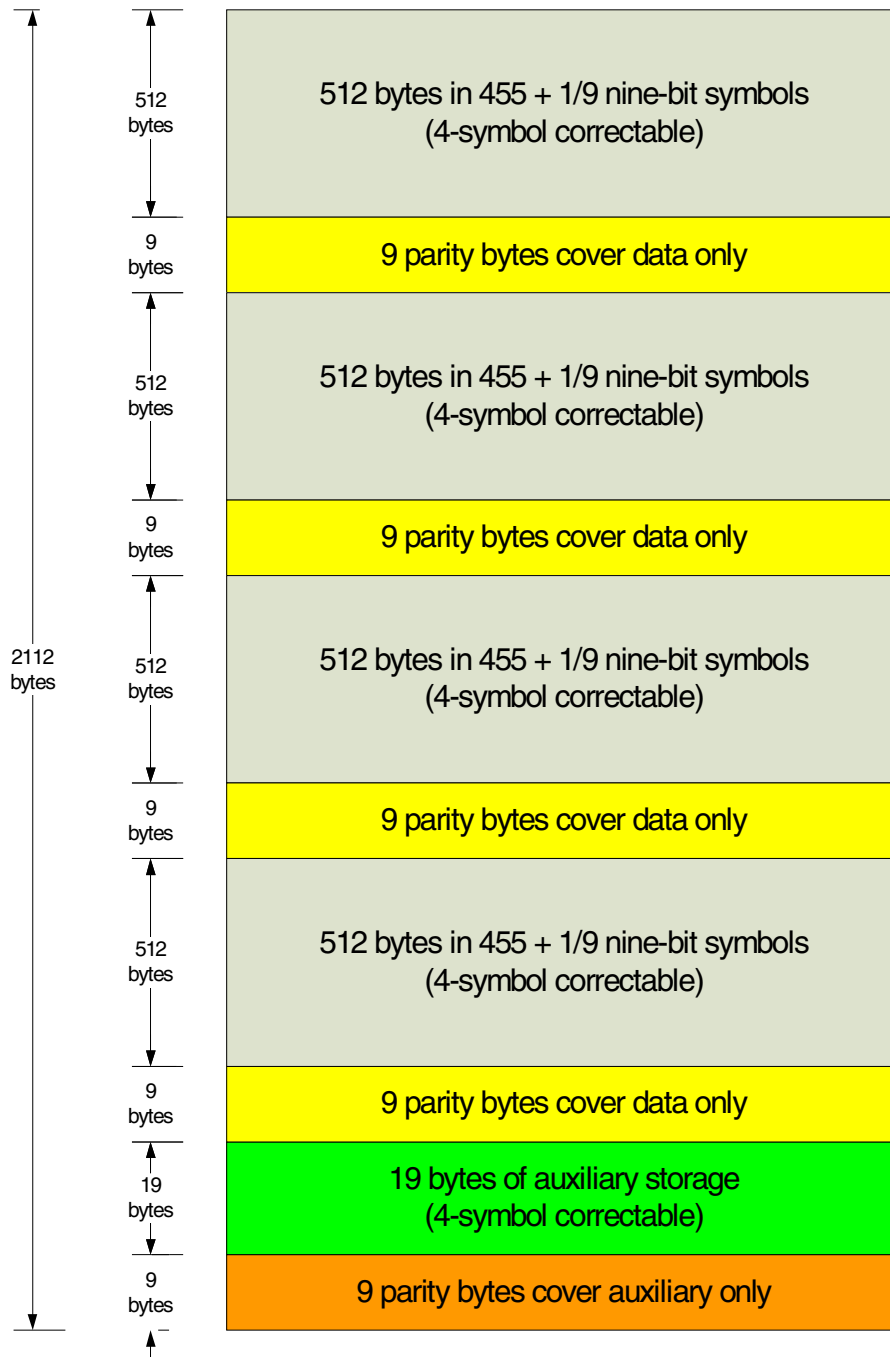 512
bytes
512 bytes in 455 + 1/9 nine-bit symbols
(4-symbol correctable)
9
bytes
9 parity bytes cover data only
512
bytes
512 bytes in 455 + 1/9 nine-bit symbols
(4-symbol correctable)
9
bytes
9 parity bytes cover data only
2112
bytes
512
bytes
512 bytes in 455 + 1/9 nine-bit symbols
(4-symbol correctable)
9
bytes
9 parity bytes cover data only
512
bytes
512 bytes in 455 + 1/9 nine-bit symbols
(4-symbol correctable)
9
bytes
9 parity bytes cover data only
19
bytes
19 bytes of auxiliary storage
(4-symbol correctable)
9
bytes
9 parity bytes cover auxiliary only